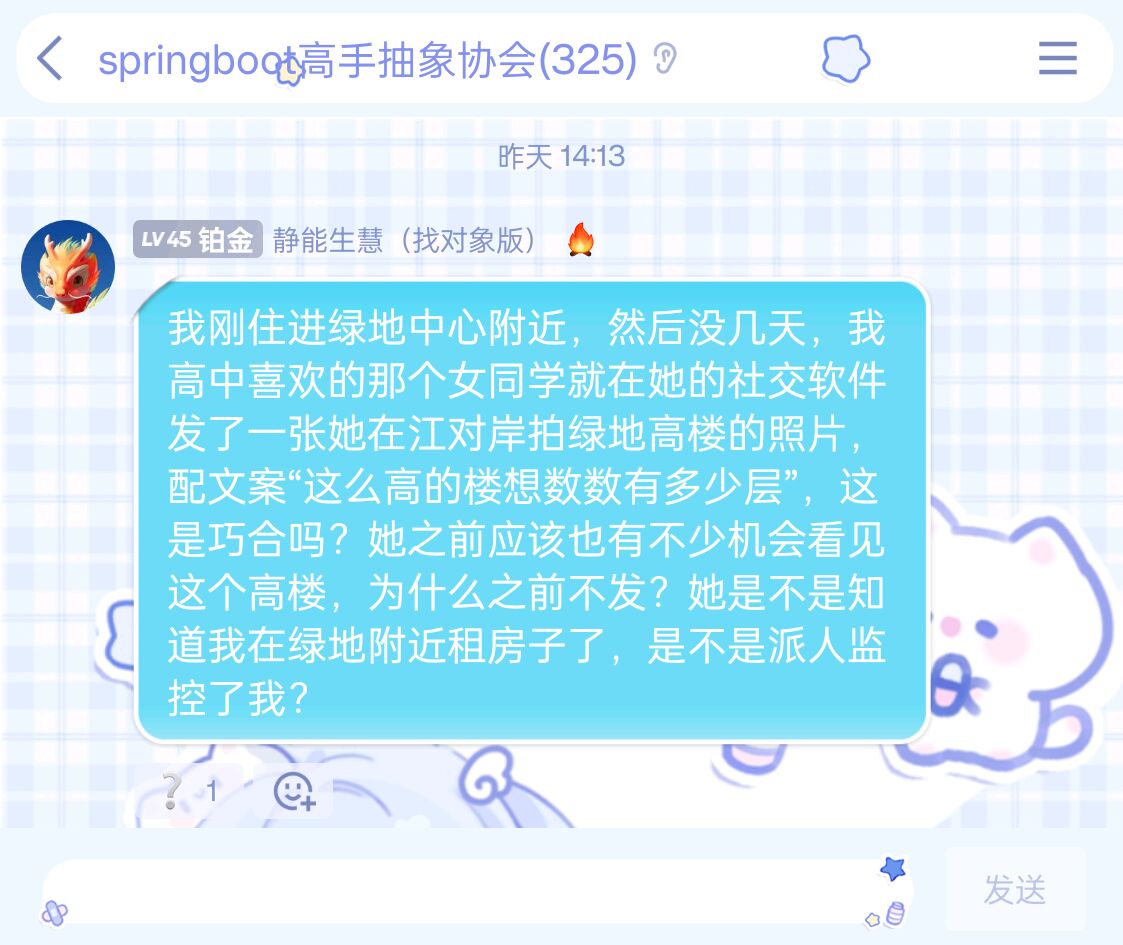 springboot高手抽象协会(325)
昨天 14:13
LV45 铂金 静能生慧（找对象版）
我刚住进绿地中心附近，然后没几天，我
高中喜欢的那个女同学就在她的社交软件
发了一张她在江对岸拍绿地高楼的照片，
配文案“这么高的楼想数数有多少层”，这
是巧合吗？她之前应该也有不少机会看见
这个高楼，为什么之前不发？她是不是知
道我在绿地附近租房子了，是不是派人监
控了我？
❔ 1
发送